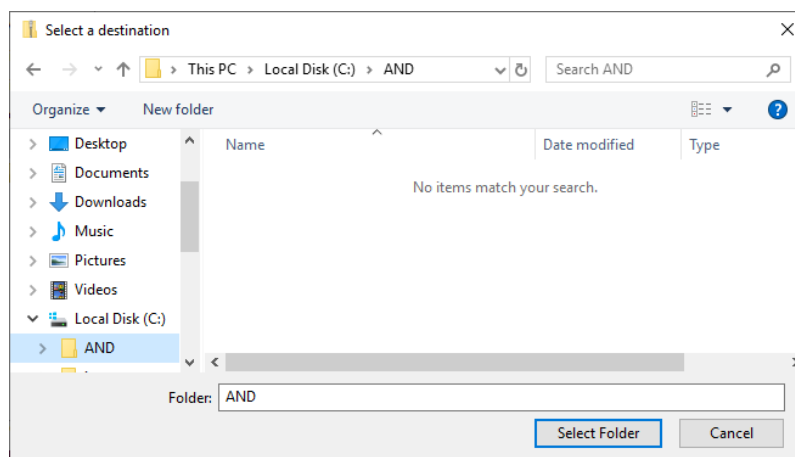 Select a destination
This PC > Local Disk (C:) > AND
Search AND
Organize
New folder
Name
Date modified
Type
No items match your search.
Desktop
Documents
Downloads
Music
Pictures
Videos
Local Disk (C:)
AND
Folder: AND
Select Folder
Cancel